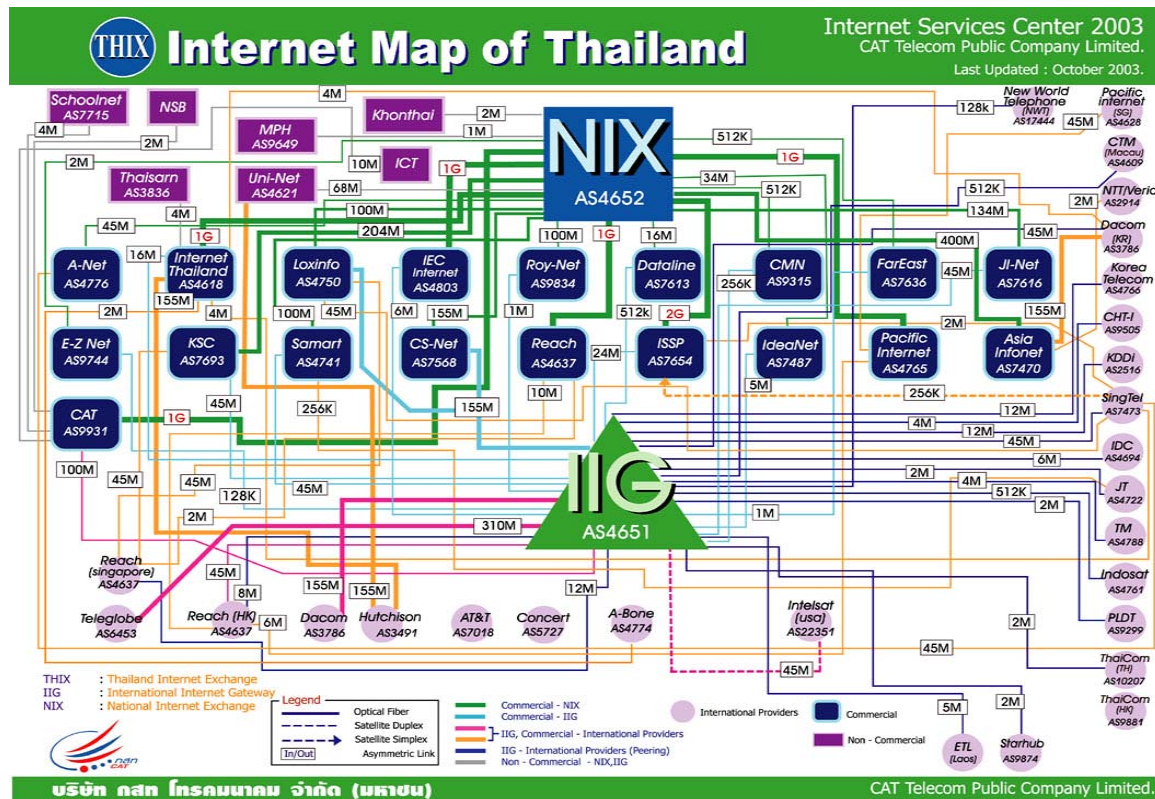 THIX
Internet Map of Thailand
Internet Services Center 2003
CAT Telecom Public Company Limited.
Last Updated : October 2003.
Schoolnet
AS7715
NSB
4M
Khonthai
2M
1M
NIX
AS4652
512K
128k
New World
Telephone
(NWT)
AS17444
Pacific
internet
(SG)
AS4628
45M
4M
2M
MPH
AS9649
1G
CTM
(Macau)
AS4609
2M
10M
ICT
1G
34M
512K
512K
NTT/Verio
AS2914
2M
Thaisarn
AS3836
Uni-Net
AS4621
68M
4M
100M
134M
45M
1G
204M
100M
1G
16M
400M
45M
Dacom
(KR)
AS3786
16M
A-Net
AS4776
Internet
Thailand
AS4618
Loxinfo
AS4750
IEC
Internet
AS4803
Roy-Net
AS9834
Dataline
AS7613
256K
CMN
AS9315
FarEast
AS7636
45M
JI-Net
AS7616
Korea
Telecom
AS4766
155M
2M
4M
100M
45M
6M
155M
1M
512k
2G
2M
155M
CHT-I
AS9505
E-Z Net
AS9744
KSC
AS7693
Samart
AS4741
CS-Net
AS7568
Reach
AS4637
24M
ISSP
AS7654
IdeaNet
AS7487
Pacific
Internet
AS4765
Asia
Infonet
AS7470
KDDi
AS2516
5M
10M
256K
SingTel
AS7473
CAT
AS9931
1G
45M
256K
155M
12M
4M
12M
45M
IDC
AS4694
6M
100M
45M
45M
128K
45M
IIG
AS4651
2M
4M
512K
2M
JT
AS4722
2M
310M
1M
TM
AS4788
Reach
(singapore)
AS4637
45M
8M
155M
155M
12M
Indosat
AS4761
Teleglobe
AS6453
Reach (HK)
AS4637
6M
Dacom
AS3786
Hutchison
AS3491
AT&T
AS7018
Concert
AS5727
A-Bone
AS4774
Intelsat
(usa)
AS22351
2M
PLDT
AS9299
45M
45M
ThaiCom
(TH)
AS10207
THIX : Thailand Internet Exchange
IIG : International Internet Gateway
NIX : National Internet Exchange
ThaiCom
(HK)
AS9881
Legend
Optical Fiber
Satellite Duplex
Satellite Simplex
In/Out
Asymmetric Link
Commercial - NIX
Commercial - IIG
IIG, Commercial - International Providers
IIG - International Providers (Peering)
Non - Commercial - NIX,IIG
International Providers
Commercial
Non - Commercial
5M
2M
ETL
(Laos)
Starhub
AS9874
กสท
CAT
บริษัท กสท โทรคมนาคม จำกัด (มหาชน)
CAT Telecom Public Company Limited.